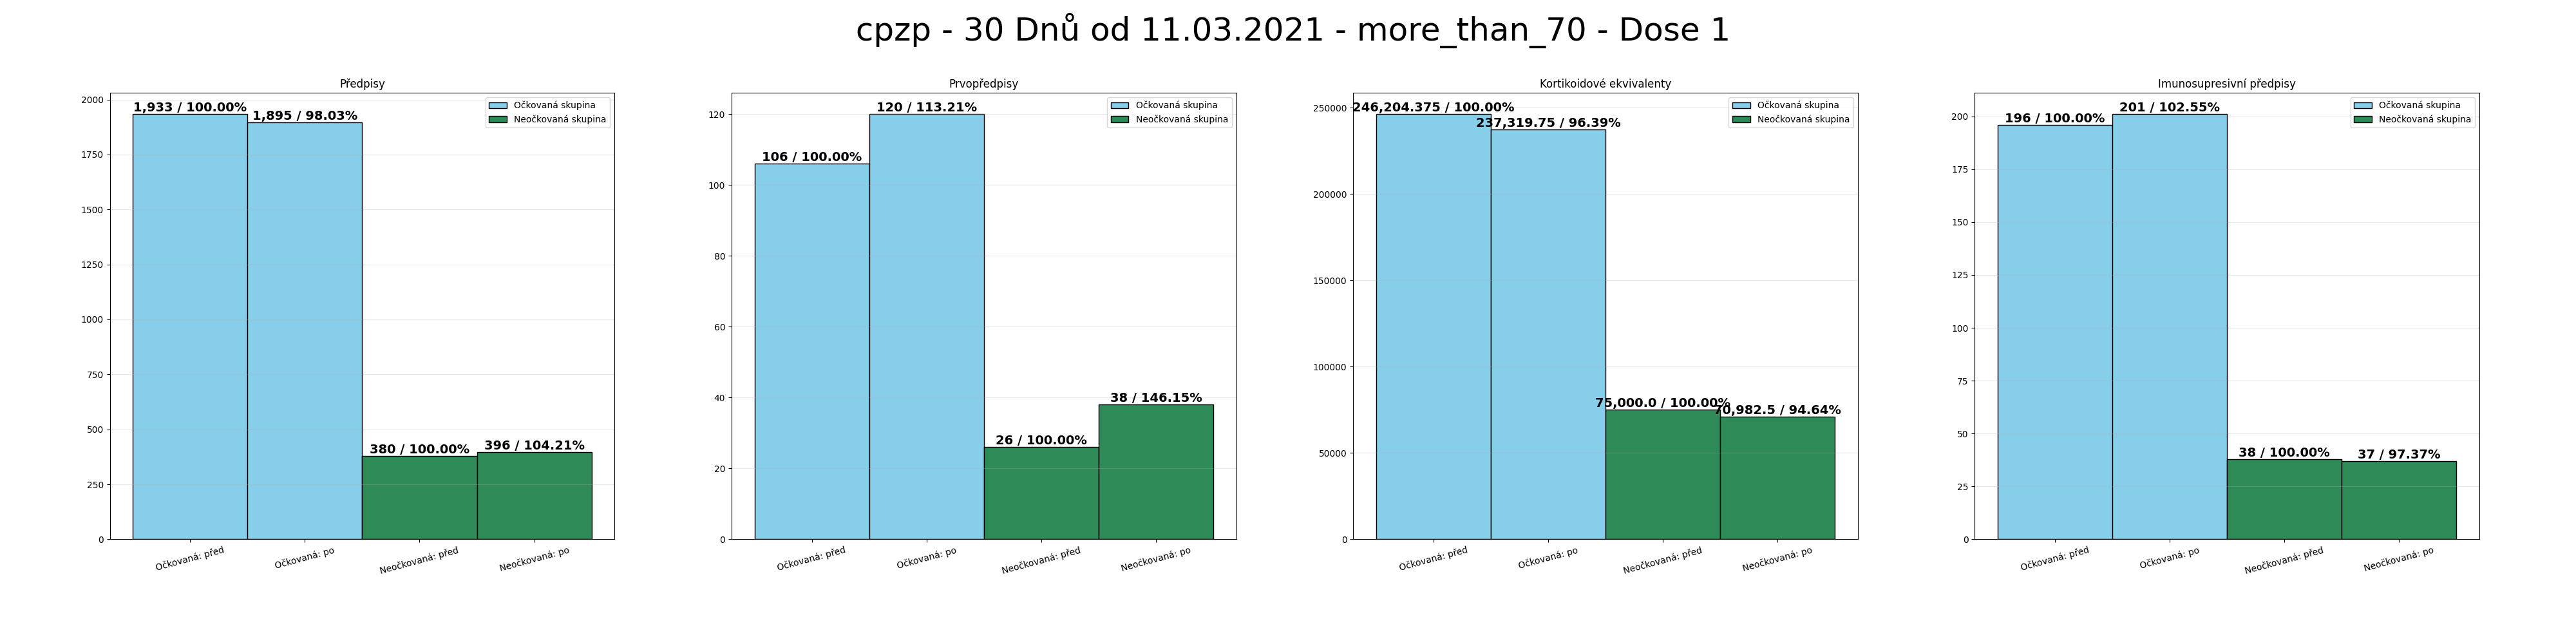 cpzp - 30 Dnů od 11.03.2021 - more_than_70 - Dose 1
Předpisy
2000
1750
1500
1250
1000
750
500
250
0
1,933 / 100.00%
1,895 / 98.03%
380 / 100.00%
396 / 104.21%
Očkovaná skupina
Neočkovaná skupina
Očkovaná: před
Očkovaná: po
Neočkovaná: před
Neočkovaná: po
Prvopředpisy
120
100
80
60
40
20
0
106 / 100.00%
120 / 113.21%
26 / 100.00%
38 / 146.15%
Očkovaná skupina
Neočkovaná skupina
Očkovaná: před
Očkovaná: po
Neočkovaná: před
Neočkovaná: po
Kortikoidové ekvivalenty
250000
200000
150000
100000
50000
0
246,204.375 / 100.00%
237,319.75 / 96.39%
75,000.0 / 100.00%
70,982.5 / 94.64%
Očkovaná skupina
Neočkovaná skupina
Očkovaná: před
Očkovaná: po
Neočkovaná: před
Neočkovaná: po
Imunosupresivní předpisy
200
175
150
125
100
75
50
25
0
196 / 100.00%
201 / 102.55%
38 / 100.00%
37 / 97.37%
Očkovaná skupina
Neočkovaná skupina
Očkovaná: před
Očkovaná: po
Neočkovaná: před
Neočkovaná: po